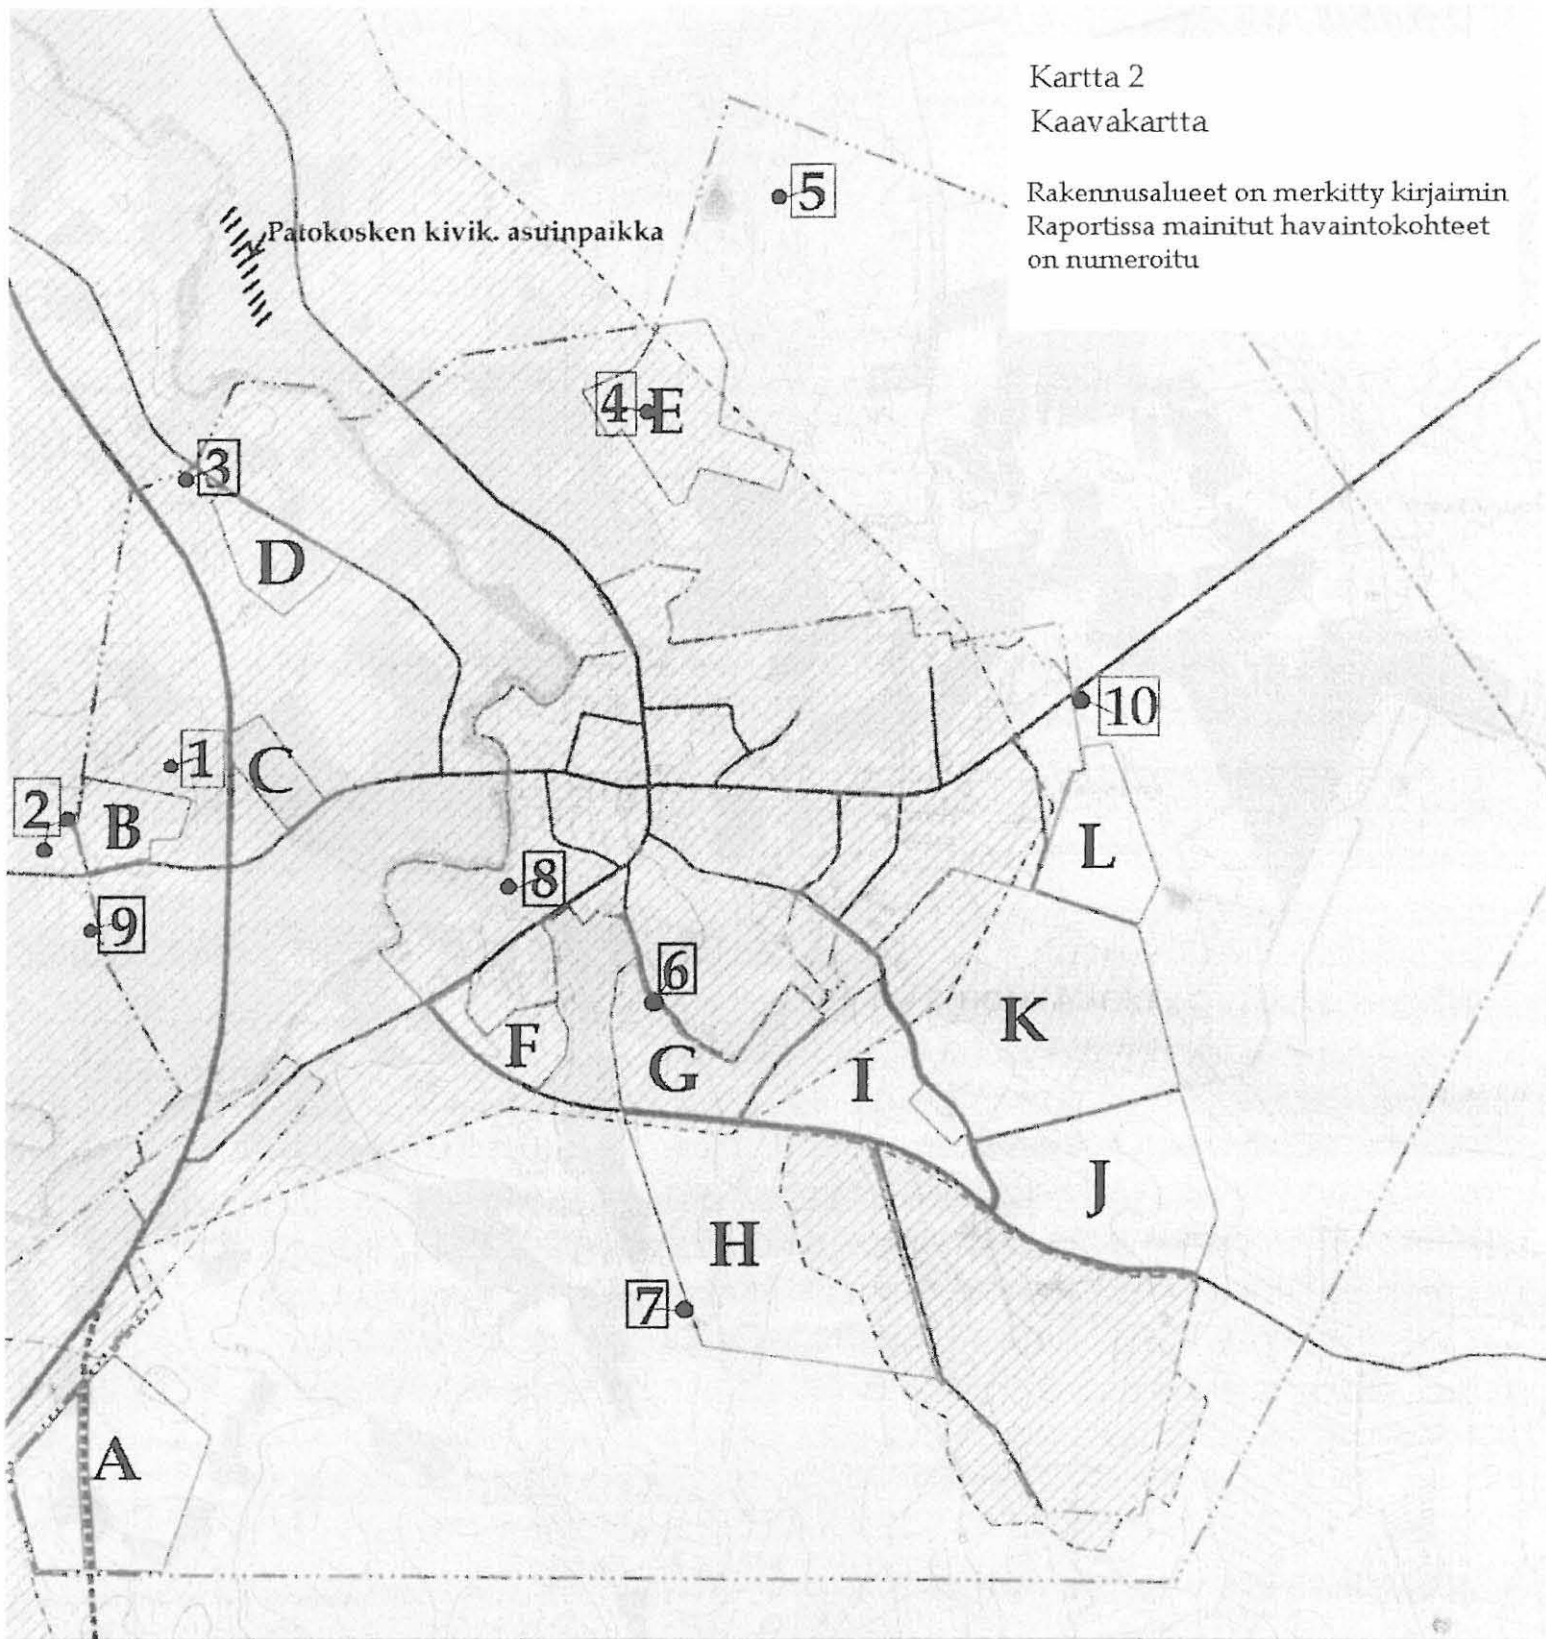 Kartta 2
Kaavakartta
Rakennusalueet on merkitty kirjaimin
Raportissa mainitut havaintokohteet
on numeroitu
5
Patokosken kivik. asuinpaikka
4 E
3
D
10
1 C
2 B
L
8
9
6
K
F
G
I
J
H
7
A